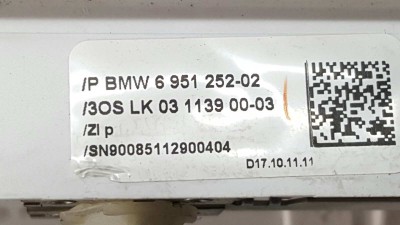 /P BMW 6 951 252-02
/3OS LK 03 1139 00-03
/ZI p
/SN90085112900404
D17.10.11.11